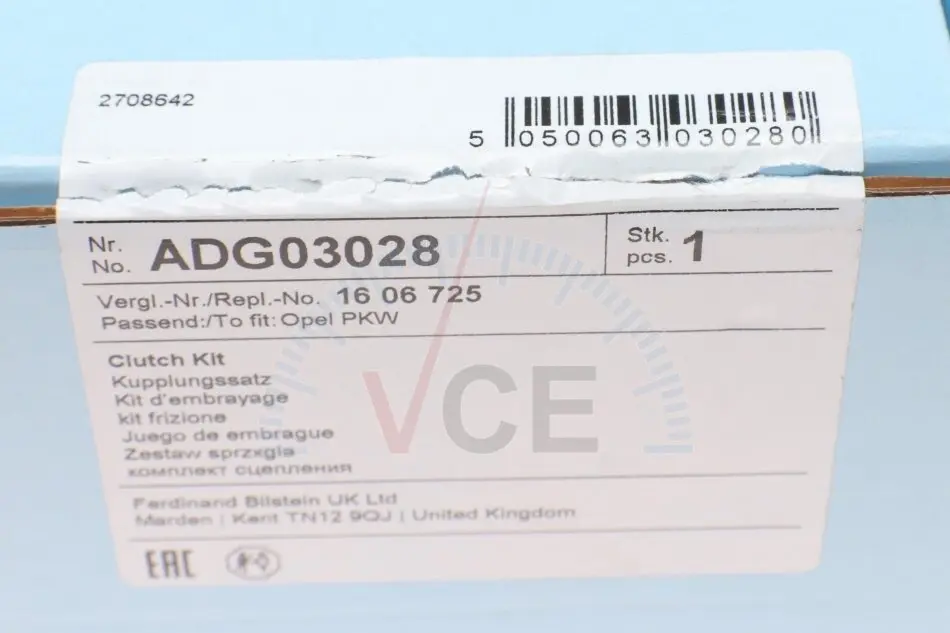 2708642
5 050063 030280
Nr.
No. ADG03028
Stk.
pcs. 1
Vergl.-Nr./Repl.-No. 16 06 725
Passend:/To fit: Opel PKW
Clutch Kit
Kupplungssatz
Kit d'embrayage
kit frizione
Juego de embrague
Zestaw sprzxgla
комплект сцепления
Ferdinand Bilstein UK Ltd
Marden | Kent TN12 9QJ | United Kingdom
EAC
VCE